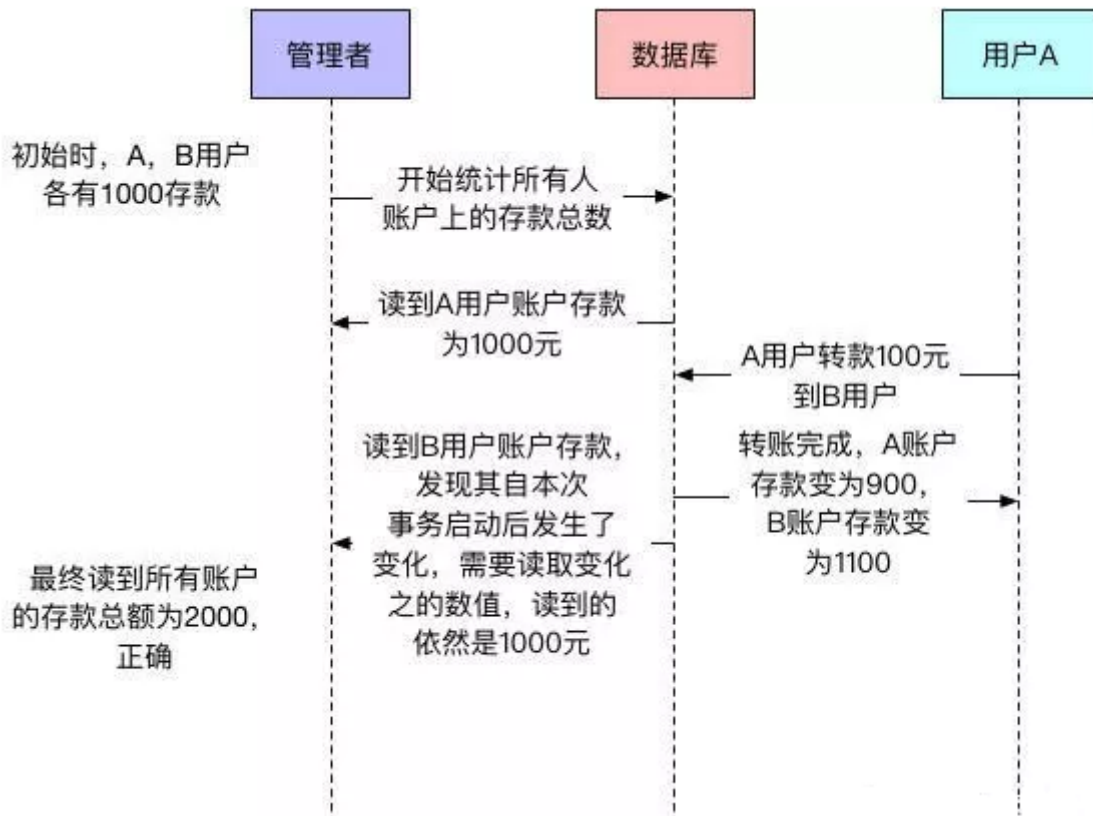 管理者
数据库
用户A
初始时，A，B用户
各有1000存款
开始统计所有人
账户上的存款总数
读到A用户账户存款
为1000元
A用户转款100元
到B用户
读到B用户账户存款，
发现其自本次
事务启动后发生了
变化，需要读取变化
之的数值，读到的
依然是1000元
转账完成，A账户
存款变为900，
B账户存款变
为1100
最终读到所有账户
的存款总额为2000，
正确